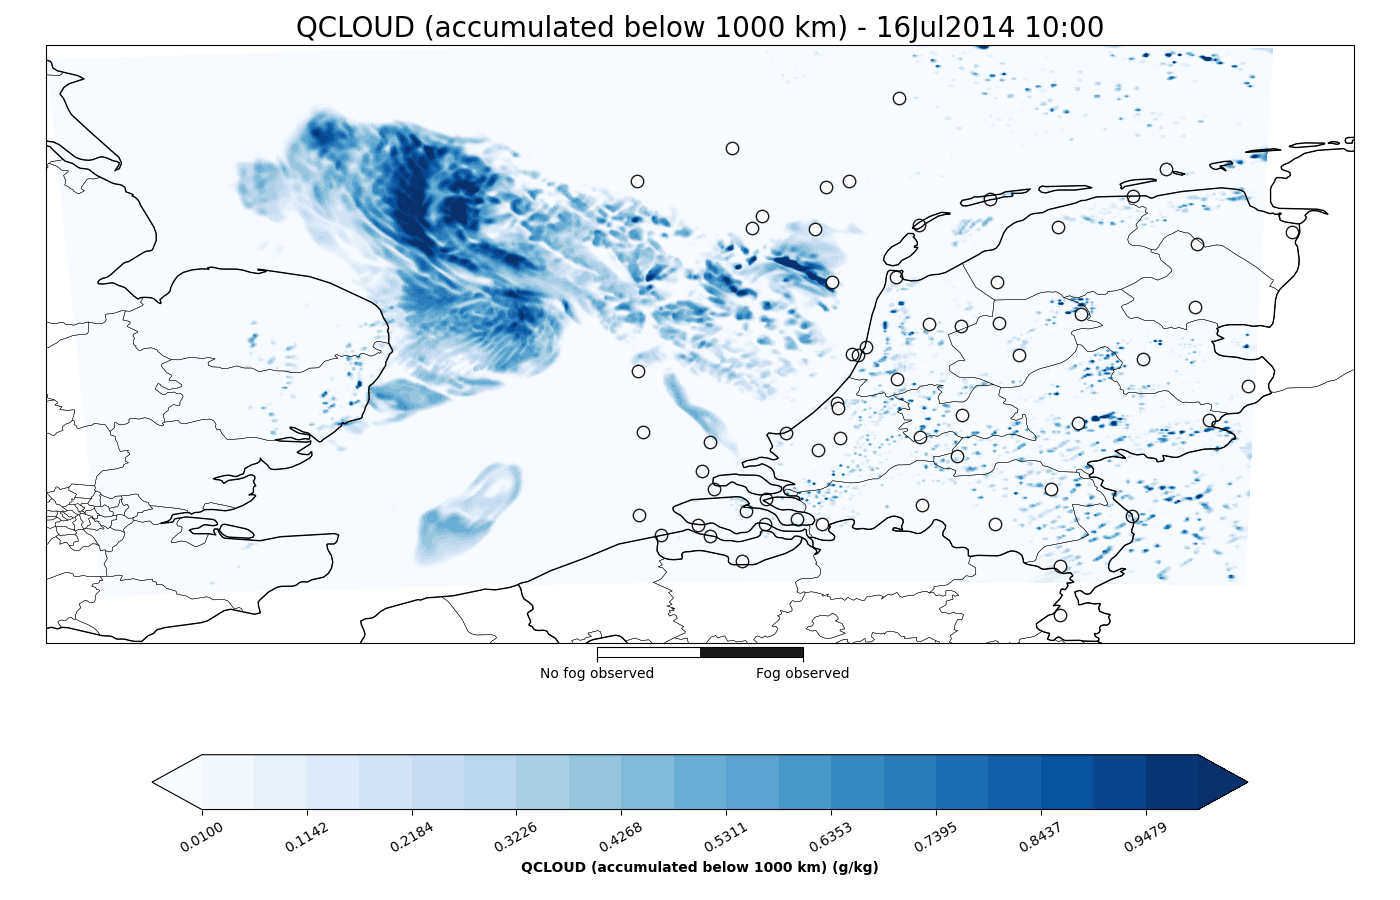 QCLOUD (accumulated below 1000 km) - 16Jul2014 10:00
No fog observed
Fog observed
0.0100
0.1142
0.2184
0.3226
0.4268
0.5311
0.6353
0.7395
0.8437
0.9479
QCLOUD (accumulated below 1000 km) (g/kg)